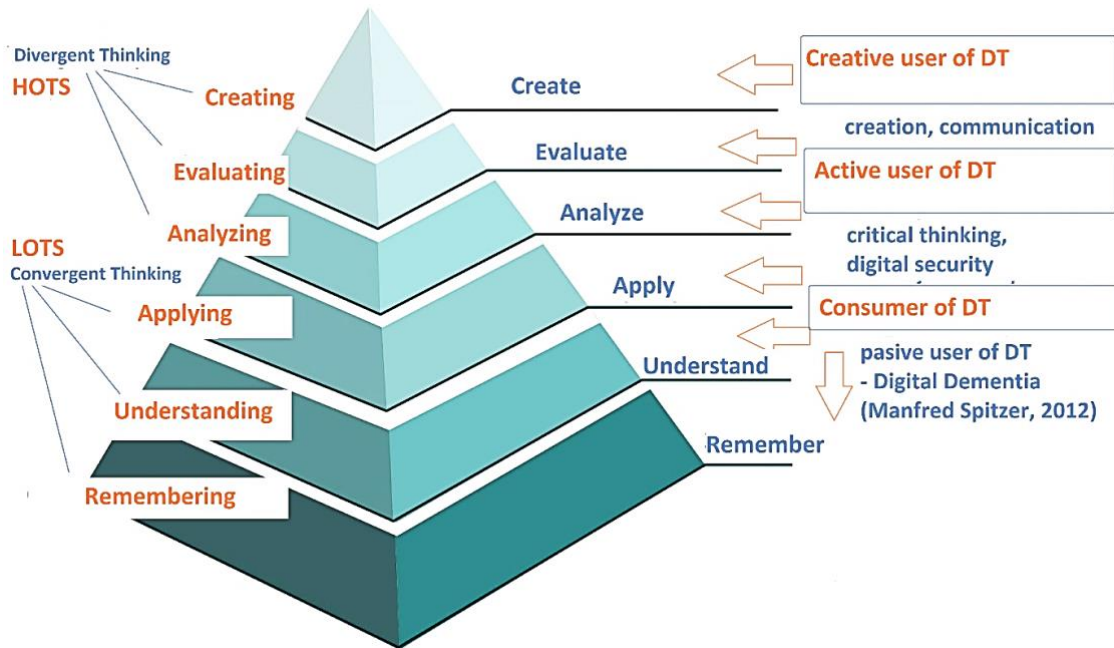 Divergent Thinking
HOTS
Creating
Evaluating
Analyzing
LOTS
Convergent Thinking
Applying
Understanding
Remembering
Create
Evaluate
Analyze
Apply
Understand
Remember
Creative user of DT
creation, communication
Active user of DT
critical thinking,
digital security
Consumer of DT
pasive user of DT
- Digital Dementia
(Manfred Spitzer, 2012)